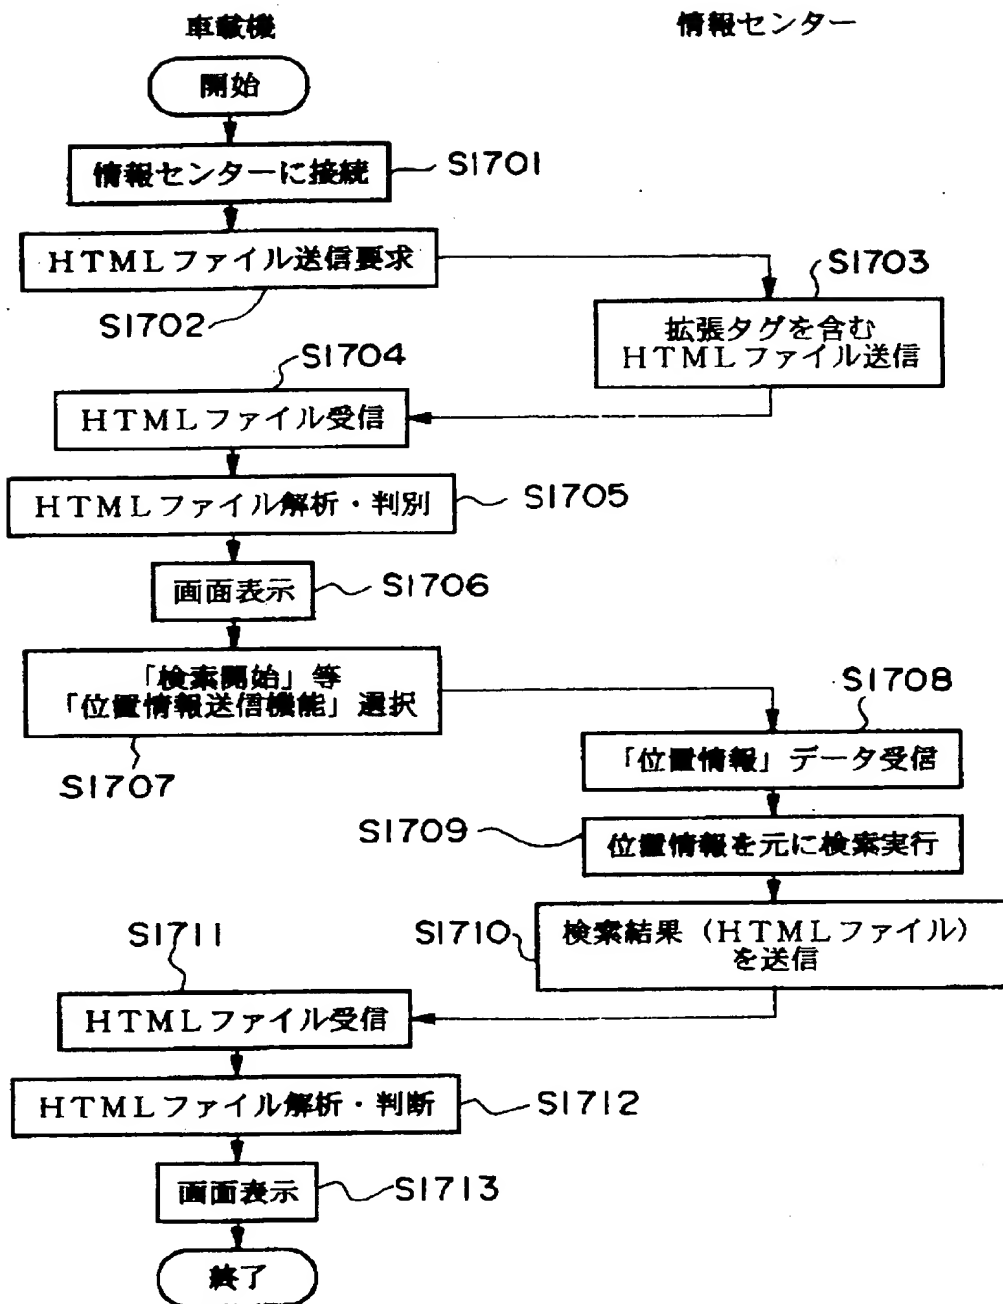 車載機
情報センター
開始
情報センターに接続
S1701
HTMLファイル送信要求
S1702
S1703
拡張タグを含む
HTMLファイル送信
S1704
HTMLファイル受信
HTMLファイル解析・判別
S1705
画面表示
S1706
「検索開始」等
「位置情報送信機能」選択
S1707
S1708
「位置情報」データ受信
S1709
位置情報を元に検索実行
S1710
検索結果（HTMLファイル）
を送信
S1711
HTMLファイル受信
HTMLファイル解析・判断
S1712
画面表示
S1713
終了